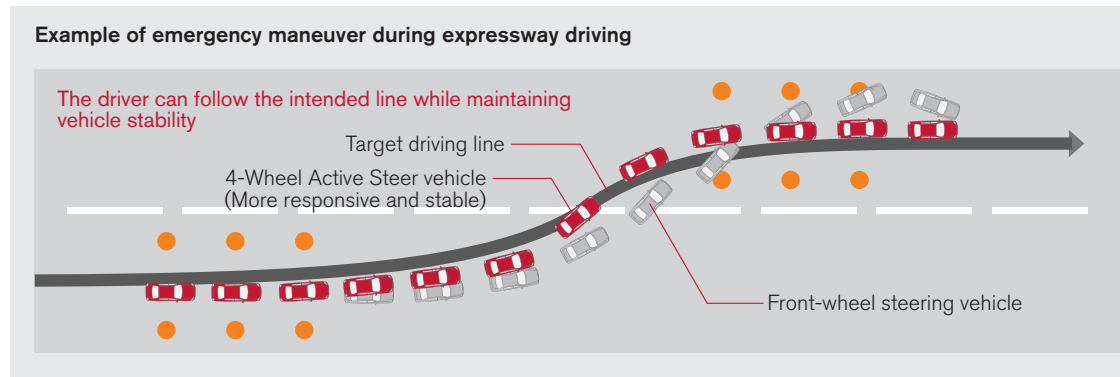 Example of emergency maneuver during expressway driving
The driver can follow the intended line while maintaining
vehicle stability
Target driving line
4-Wheel Active Steer vehicle
(More responsive and stable)
Front-wheel steering vehicle